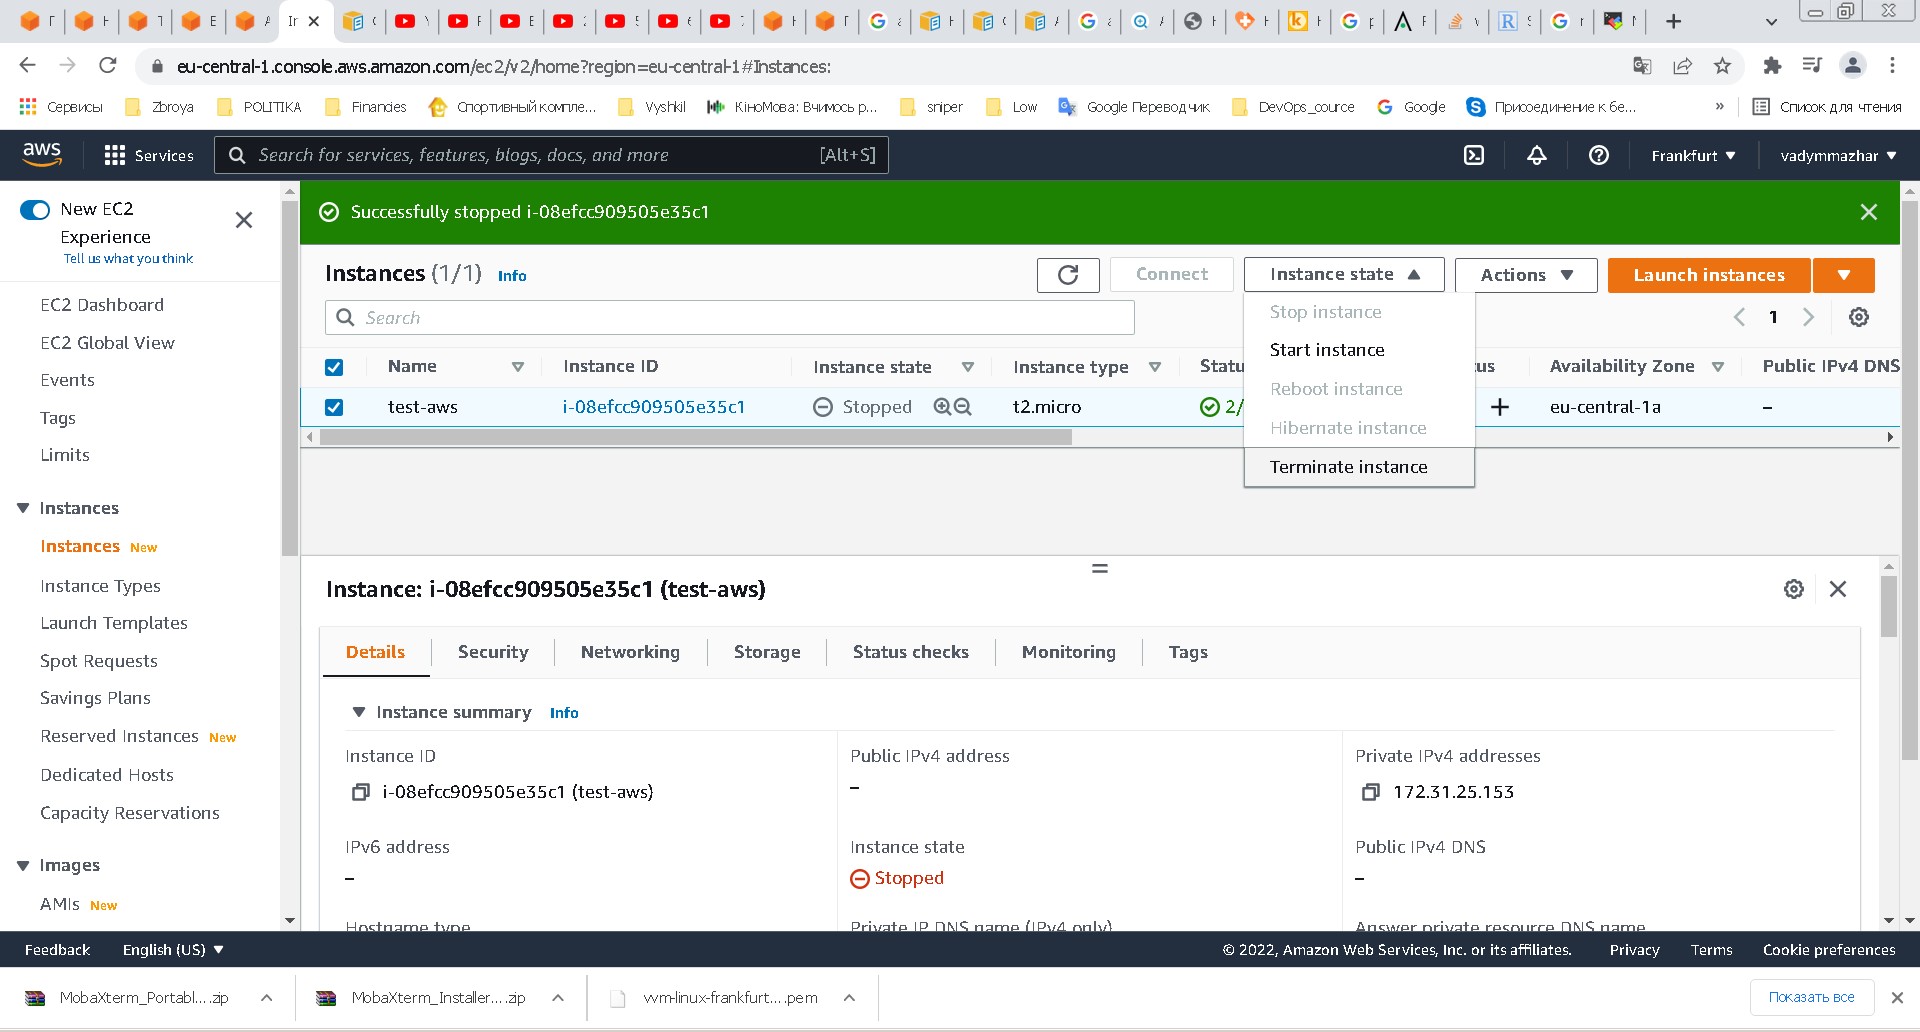 eu-central-1.console.aws.amazon.com/ec2/v2/home?region=eu-central-1#Instances:
Сервисы Zbroya POLITIKA Financies Спортивный компле... Vyshkil КіноМова: Вчимось р... sniper Low Google Переводчик DevOps_cource Google Присоединение к бе... » Список для чтения
aws Services Search for services, features, blogs, docs, and more [Alt+S] Frankfurt vadymmazhar
New EC2
Experience
Tell us what you think
EC2 Dashboard
EC2 Global View
Events
Tags
Limits
Instances
Instances New
Instance Types
Launch Templates
Spot Requests
Savings Plans
Reserved Instances New
Dedicated Hosts
Capacity Reservations
Images
AMIs New
Successfully stopped i-08efcc909505e35c1
Instances (1/1) Info Connect Instance state Actions Launch instances
Search
1
Stop instance
Start instance
Reboot instance
Hibernate instance
Terminate instance
Name Instance ID Instance state Instance type Statu us Availability Zone Public IPv4 DNS
test-aws i-08efcc909505e35c1 Stopped t2.micro 2/ eu-central-1a –
Instance: i-08efcc909505e35c1 (test-aws)
Details Security Networking Storage Status checks Monitoring Tags
Instance summary Info
Instance ID
i-08efcc909505e35c1 (test-aws)
Public IPv4 address
–
Private IPv4 addresses
172.31.25.153
IPv6 address
–
Instance state
Stopped
Public IPv4 DNS
–
Hostname type
Private IP DNS name (IPv4 only)
Answer private resource DNS name
Feedback English (US) © 2022, Amazon Web Services, Inc. or its affiliates. Privacy Terms Cookie preferences
MobaXterm_Portabl....zip MobaXterm_Installer....zip vvm-linux-frankfurt....pem Показать все